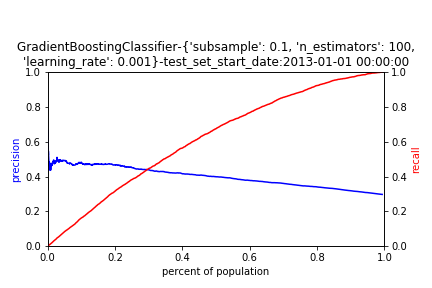 GradientBoostingClassifier-{'subsample': 0.1, 'n_estimators': 100,
'learning_rate': 0.001}-test_set_start_date:2013-01-01 00:00:00
1.0
0.8
0.6
0.4
0.2
0.0
precision
1.0
0.8
0.6
0.4
0.2
0.0
recall
0.0 0.2 0.4 0.6 0.8 1.0
percent of population